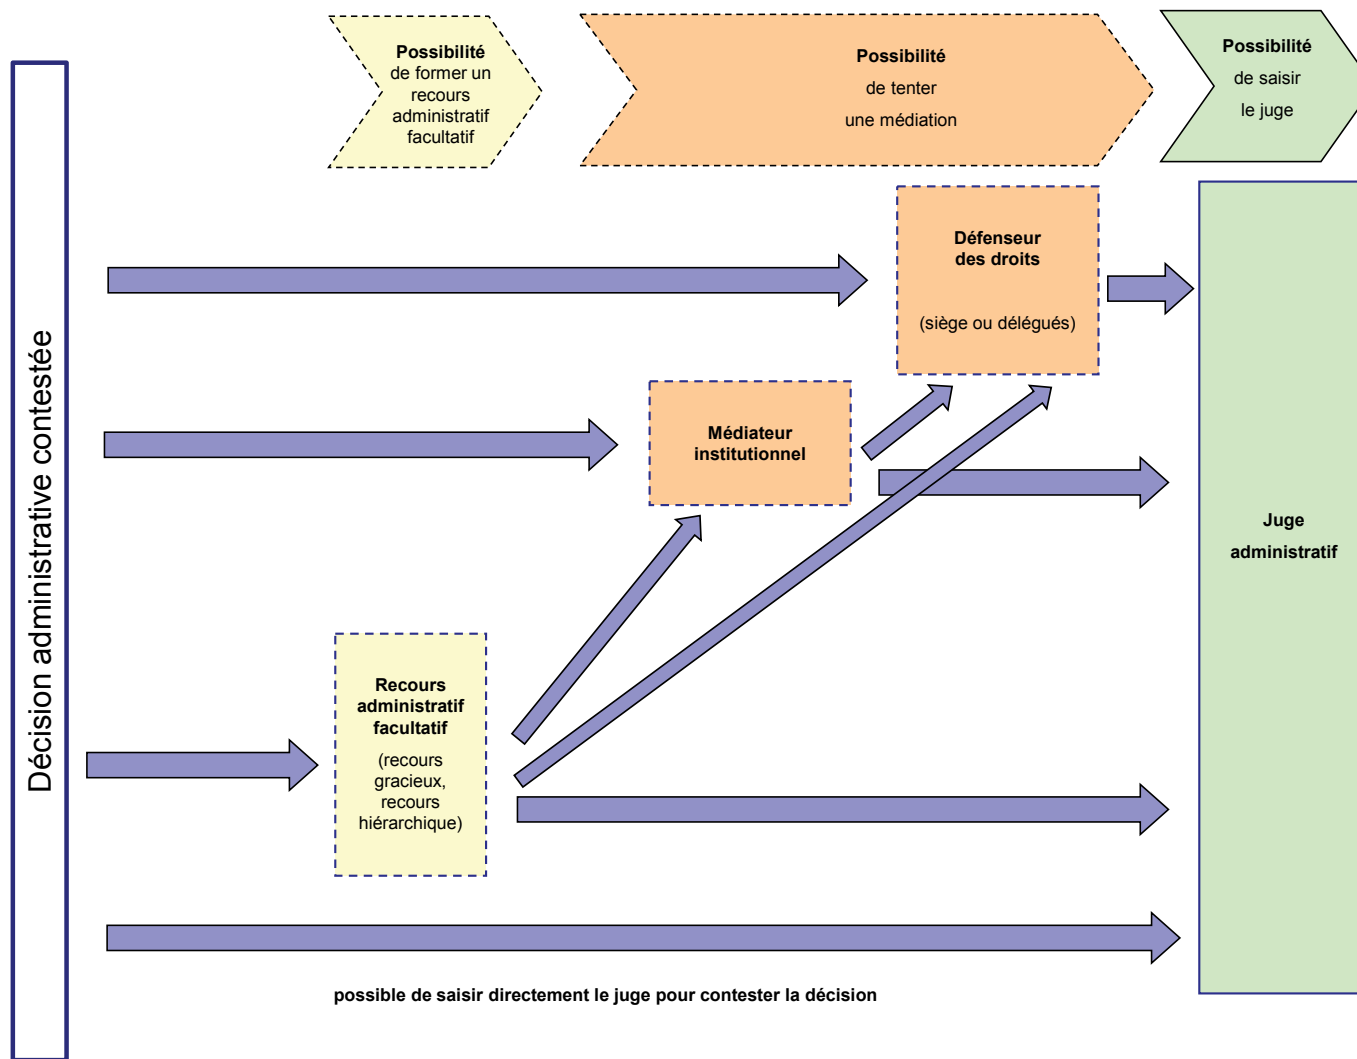 Possibilité
de former un
recours
administratif
facultatif
Possibilité
de tenter
une médiation
Possibilité
de saisir
le juge
Décision administrative contestée
Défenseur
des droits
(siège ou délégués)
Médiateur
institutionnel
Juge
administratif
Recours
administratif
facultatif
(recours
gracieux,
recours
hiérarchique)
possible de saisir directement le juge pour contester la décision